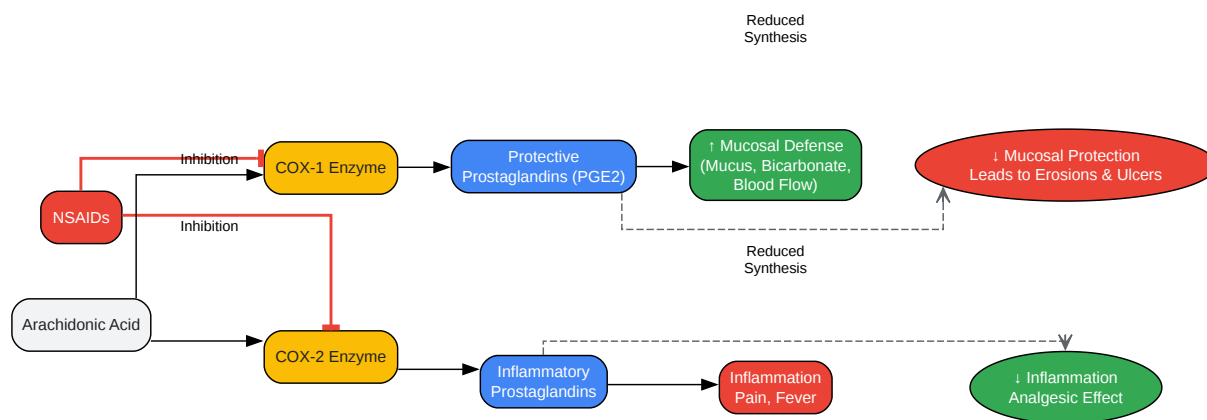 Reduced
Synthesis
Inhibition
COX-1 Enzyme
Protective
Prostaglandins (PGE2)
↑ Mucosal Defense
(Mucus, Bicarbonate,
Blood Flow)
↓ Mucosal Protection
Leads to Erosions & Ulcers
NSAIDs
Inhibition
Reduced
Synthesis
Arachidonic Acid
COX-2 Enzyme
Inflammatory
Prostaglandins
Inflammation
Pain, Fever
↓ Inflammation
Analgesic Effect